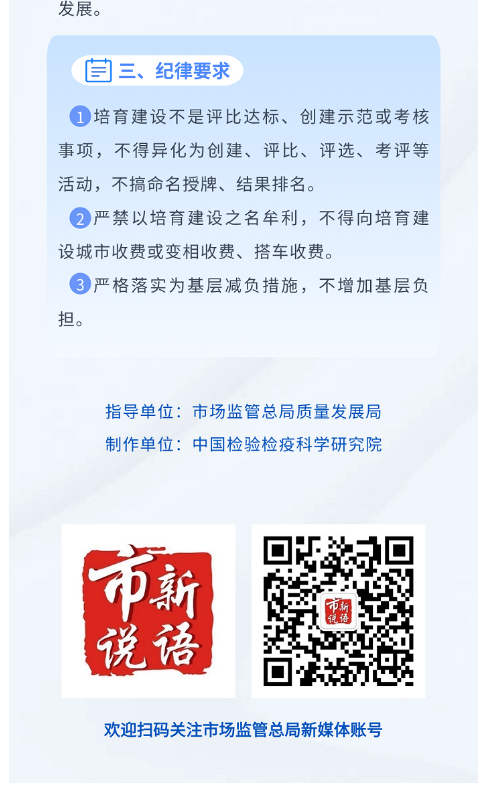 发展。
三、纪律要求
1 培育建设不是评比达标、创建示范或考核
事项，不得异化为创建、评比、评选、考评等
活动，不搞命名授牌、结果排名。
2 严禁以培育建设之名牟利，不得向培育建
设城市收费或变相收费、搭车收费。
3 严格落实为基层减负措施，不增加基层负
担。
指导单位：市场监管总局质量发展局
制作单位：中国检验检疫科学研究院
市新
说语
市新
说语
欢迎扫码关注市场监管总局新媒体账号